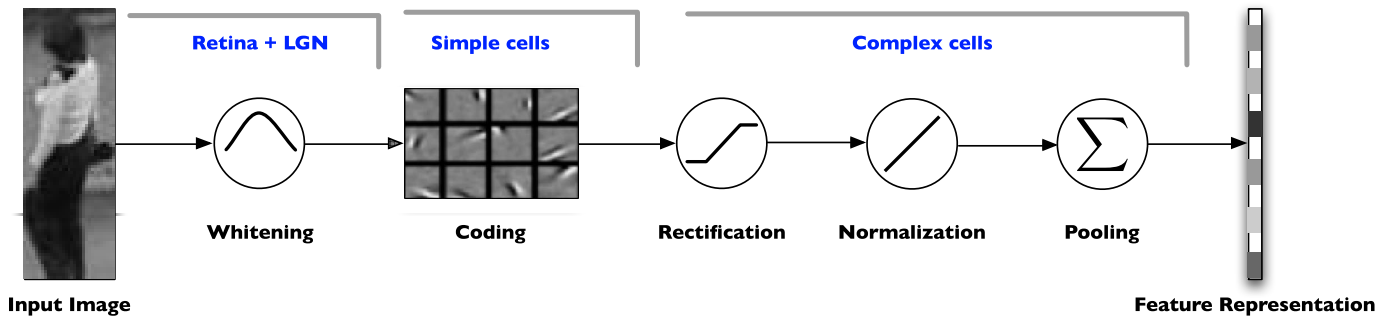 Retina + LGN
Simple cells
Complex cells
Σ
Whitening
Coding
Rectification
Normalization
Pooling
Input Image
Feature Representation